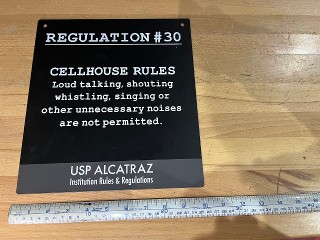 REGULATION #30
CELLHOUSE RULES
Loud talking, shouting
whistling, singing or
other unnecessary noises
are not permitted.
USP ALCATRAZ
Institution Rules & Regulations